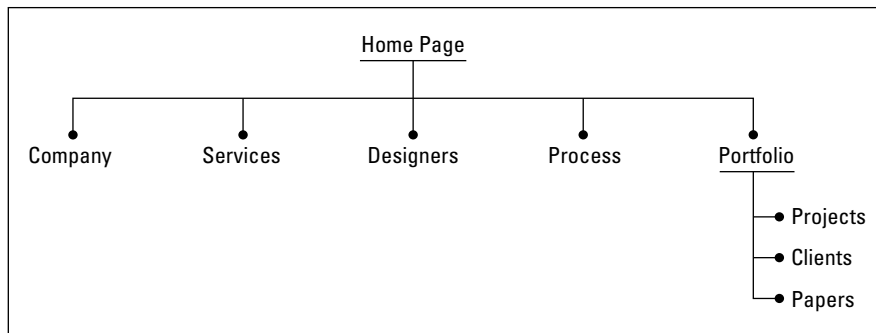 Home Page
Company Services Designers Process Portfolio
Projects
Clients
Papers